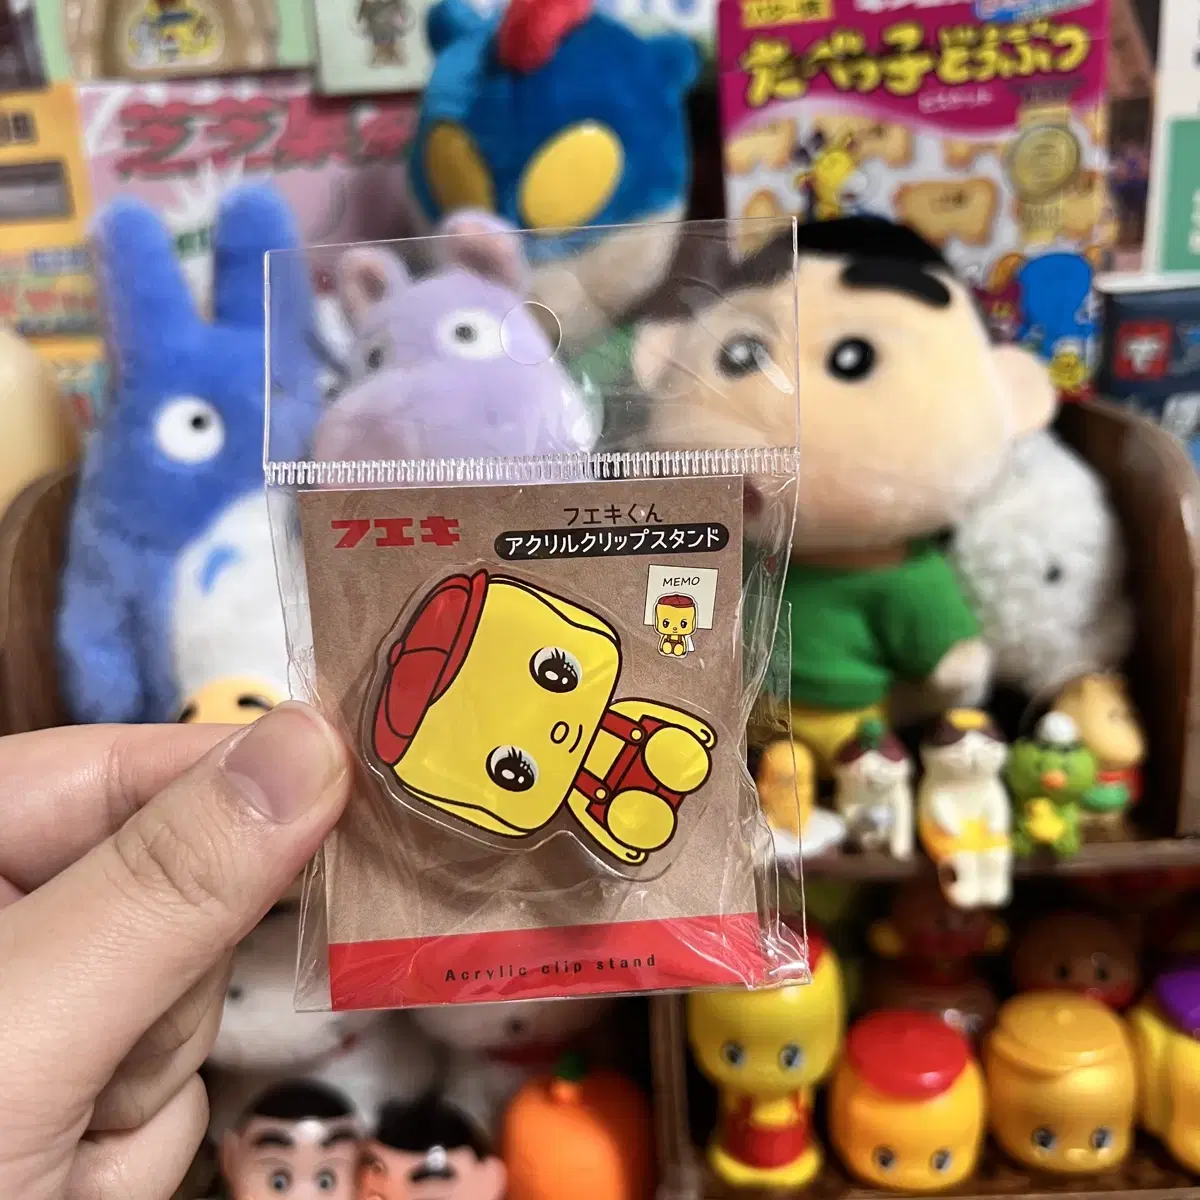 たべっ子どうぶつ
フエキ
フエキくん
アクリルクリップスタンド
MEMO
Acrylic clip stand